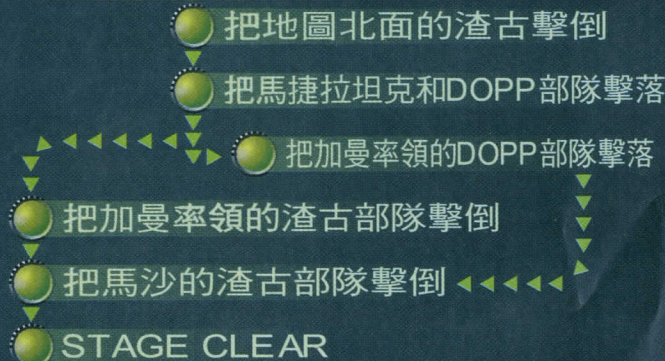 把地圖北面的渣古擊倒
把馬捷拉坦克和DOPP部隊擊落
把加曼率領的DOPP部隊擊落
把加曼率領的渣古部隊擊倒
把馬沙的渣古部隊擊倒
STAGE CLEAR